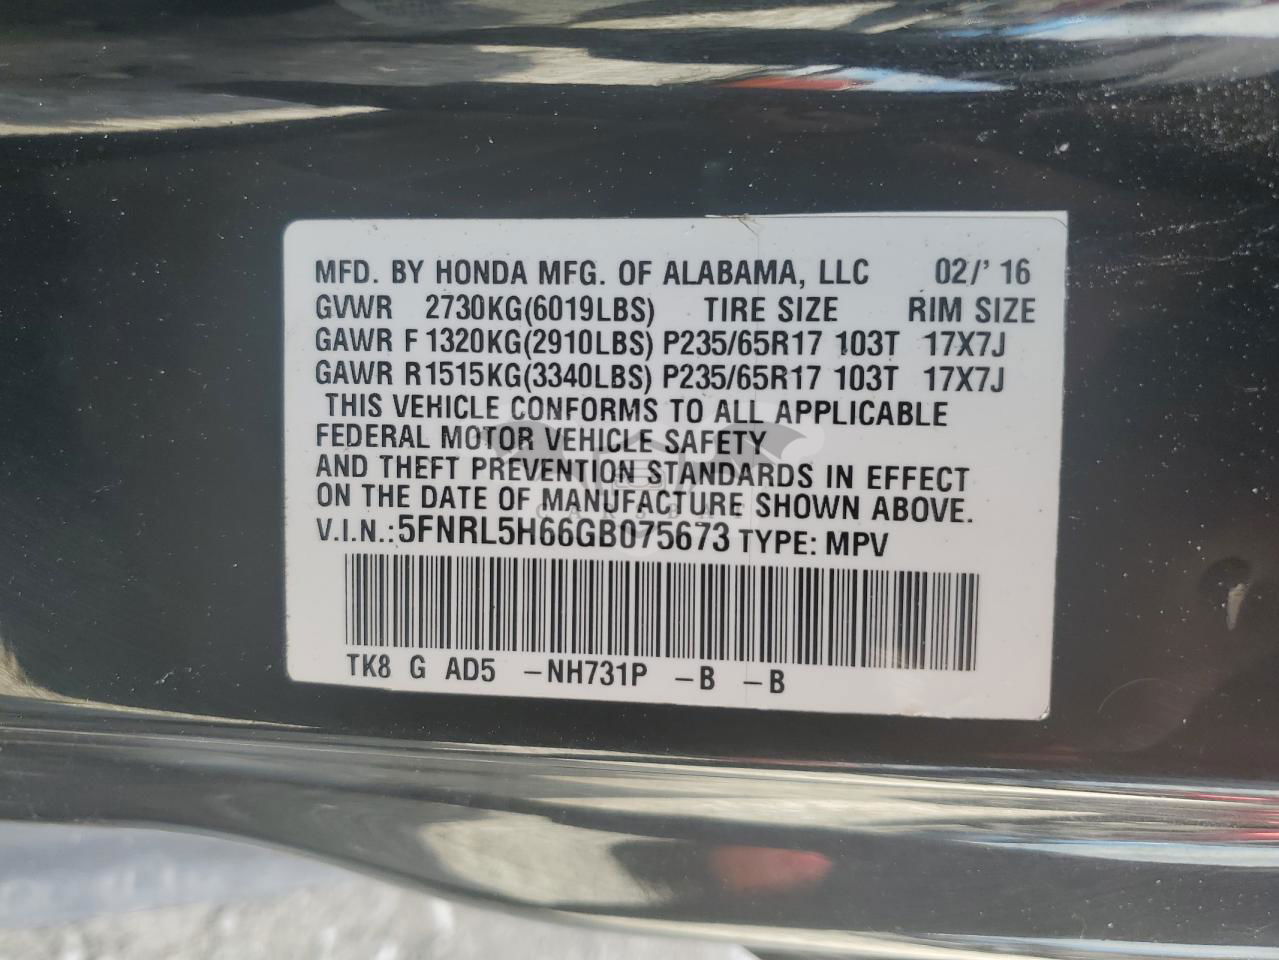 MFD. BY HONDA MFG. OF ALABAMA, LLC 02/' 16
GVWR 2730KG(6019LBS) TIRE SIZE RIM SIZE
GAWR F 1320KG(2910LBS) P235/65R17 103T 17X7J
GAWR R1515KG(3340LBS) P235/65R17 103T 17X7J
THIS VEHICLE CONFORMS TO ALL APPLICABLE
FEDERAL MOTOR VEHICLE SAFETY
AND THEFT PREVENTION STANDARDS IN EFFECT
ON THE DATE OF MANUFACTURE SHOWN ABOVE.
V.I.N.:5FNRL5H66GB075673 TYPE: MPV
TK8 G AD5 -NH731P -B -B